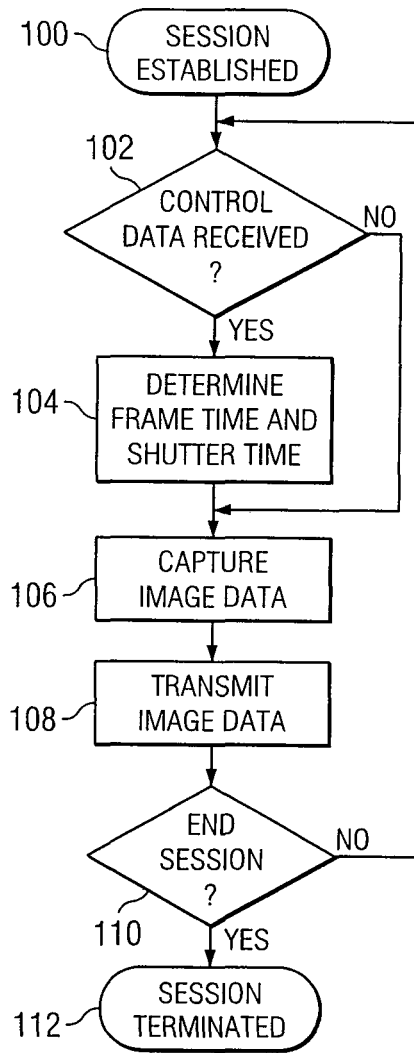 100
SESSION
ESTABLISHED
102
CONTROL
DATA RECEIVED
?
NO
YES
104
DETERMINE
FRAME TIME AND
SHUTTER TIME
106
CAPTURE
IMAGE DATA
108
TRANSMIT
IMAGE DATA
END
SESSION
?
NO
110
YES
112
SESSION
TERMINATED